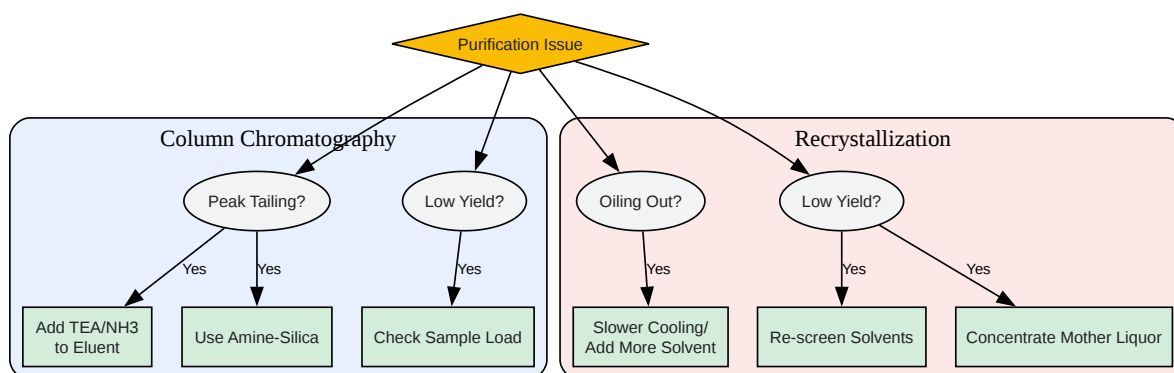 Purification Issue
Column Chromatography
Recrystallization
Peak Tailing?
Low Yield?
Oiling Out?
Low Yield?
Yes
Yes
Yes
Yes
Yes
Yes
Add TEA/NH3
to Eluent
Use Amine-Silica
Check Sample Load
Slower Cooling/
Add More Solvent
Re-screen Solvents
Concentrate Mother Liquor